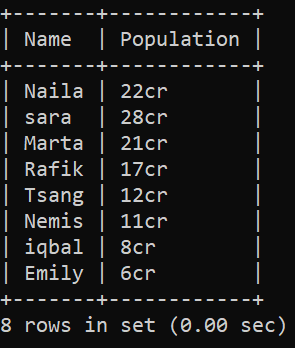 +-------+------------+
| Name  | Population |
+-------+------------+
| Naila | 22cr       |
| sara  | 28cr       |
| Marta | 21cr       |
| Rafik | 17cr       |
| Tsang | 12cr       |
| Nemis | 11cr       |
| iqbal | 8cr        |
| Emily | 6cr        |
+-------+------------+
8 rows in set (0.00 sec)